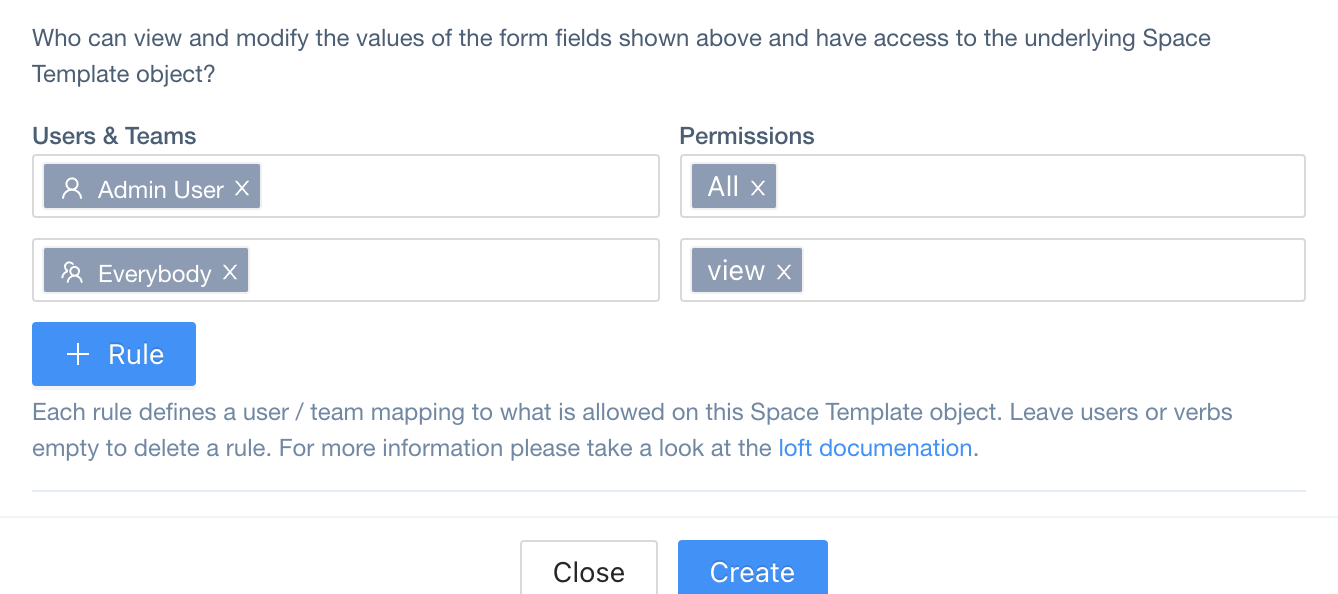 Who can view and modify the values of the form fields shown above and have access to the underlying Space
Template object?
Users & Teams
Permissions
Admin User X
All X
Everybody X
view X
+ Rule
Each rule defines a user / team mapping to what is allowed on this Space Template object. Leave users or verbs
empty to delete a rule. For more information please take a look at the loft documenation.
Close
Create